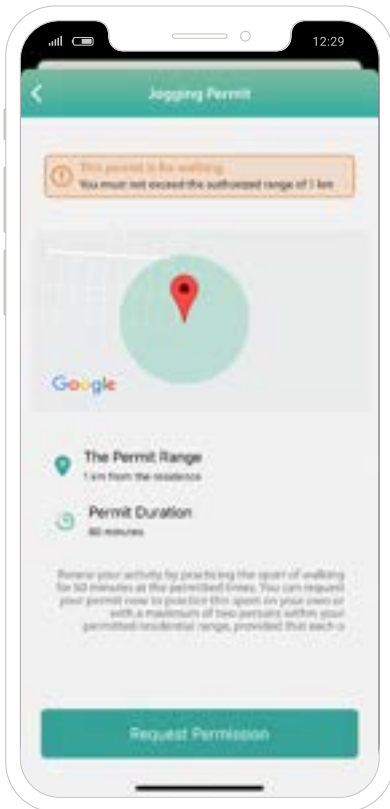 12:29
Jogging Permit
This permit is for walking
You must not exceed the authorized range of 1 km
Google
The Permit Range
1 km from the residence
Permit Duration
60 minutes
Renew your activity by practicing the sport of walking
for 60 minutes at the permitted times. You can request
your permit now to practice this sport on your own or
with a maximum of two persons within your
permitted residential range, provided that each
Request Permission